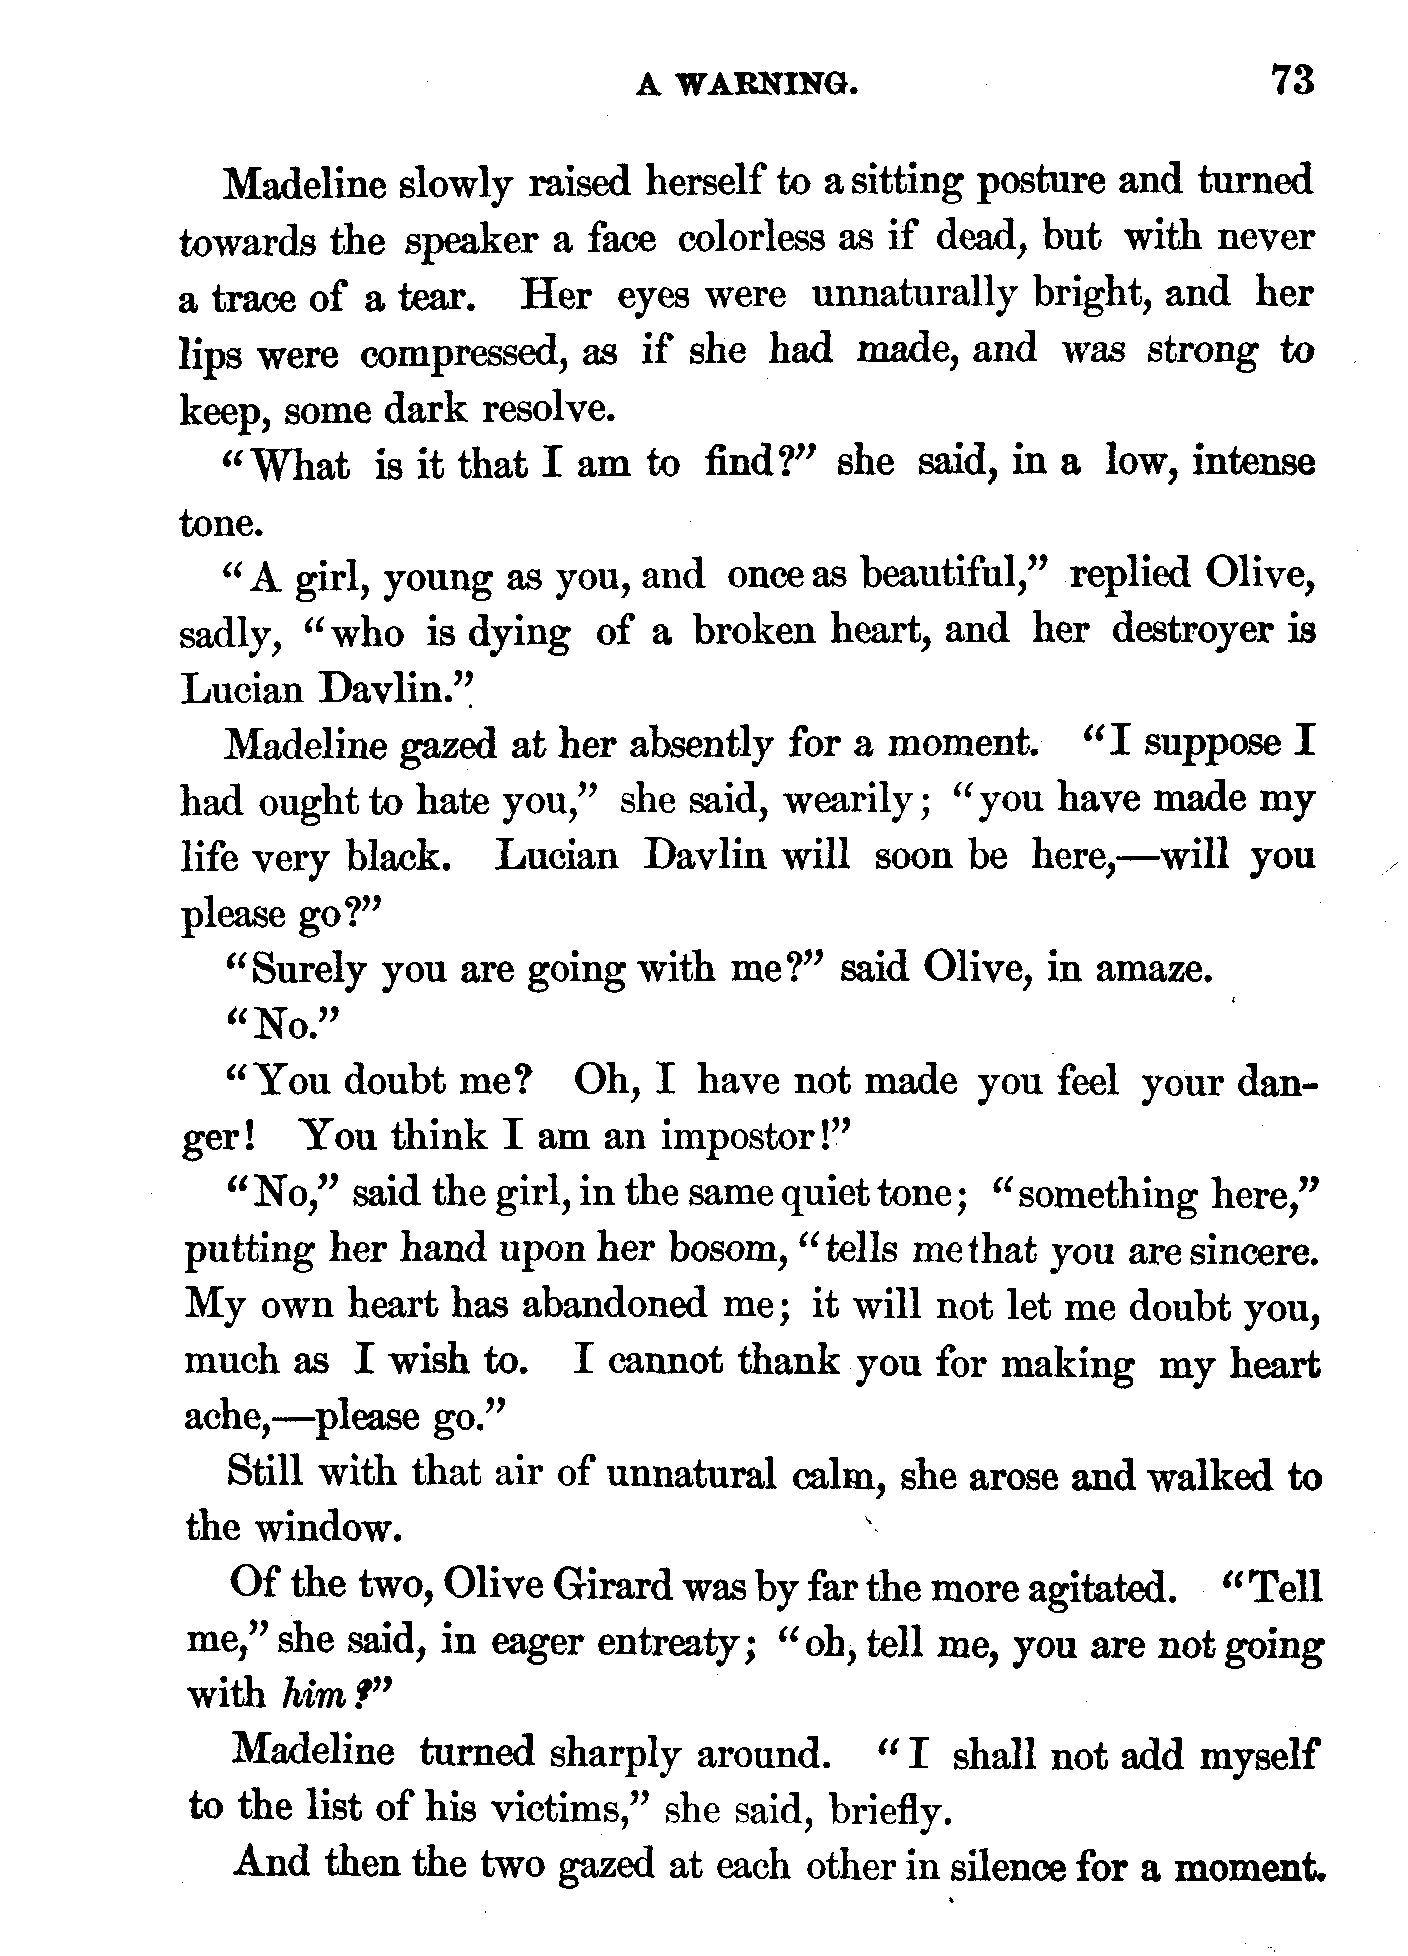 A WARNING. 73
Madeline slowly raised herself to a sitting posture and turned
towards the speaker a face colorless as if dead, but with never
a trace of a tear. Her eyes were unnaturally bright, and her
lips were compressed, as if she had made, and was strong to
keep, some dark resolve.
“What is it that I am to find?” she said, in a low, intense
tone.
“A girl, young as you, and once as beautiful,” replied Olive,
sadly, “who is dying of a broken heart, and her destroyer is
Lucian Davlin.”
Madeline gazed at her absently for a moment. “I suppose I
had ought to hate you,” she said, wearily; “you have made my
life very black. Lucian Davlin will soon be here,—will you
please go?”
“Surely you are going with me?” said Olive, in amaze.
“No.”
“You doubt me? Oh, I have not made you feel your dan-
ger! You think I am an impostor!”
“No,” said the girl, in the same quiet tone; “something here,”
putting her hand upon her bosom, “tells me that you are sincere.
My own heart has abandoned me; it will not let me doubt you,
much as I wish to. I cannot thank you for making my heart
ache,—please go.”
Still with that air of unnatural calm, she arose and walked to
the window.
Of the two, Olive Girard was by far the more agitated. “Tell
me,” she said, in eager entreaty; “oh, tell me, you are not going
with him?”
Madeline turned sharply around. “I shall not add myself
to the list of his victims,” she said, briefly.
And then the two gazed at each other in silence for a moment.